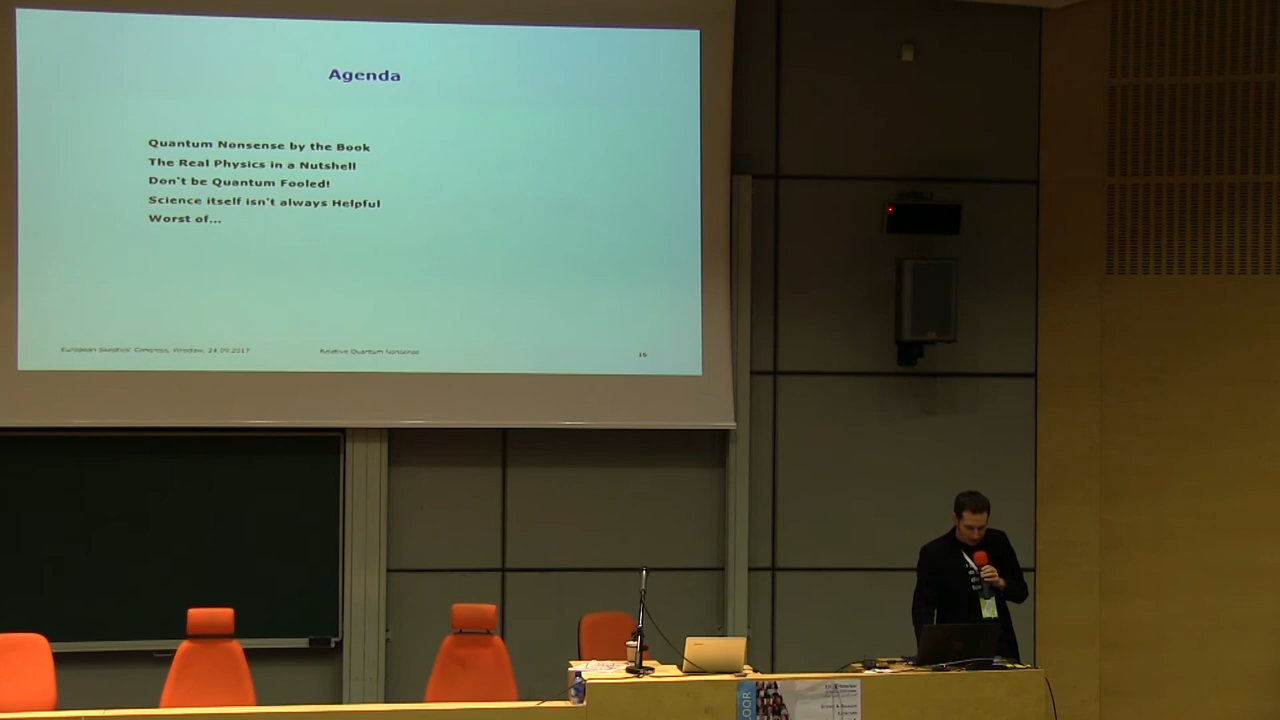 Agenda
Quantum Nonsense by the Book
The Real Physics in a Nutshell
Don't be Quantum Fooled!
Science itself isn't always Helpful
Worst of...
European Skeptics' Congress, Wroclaw, 24.09.2017
Relative Quantum Nonsense
16